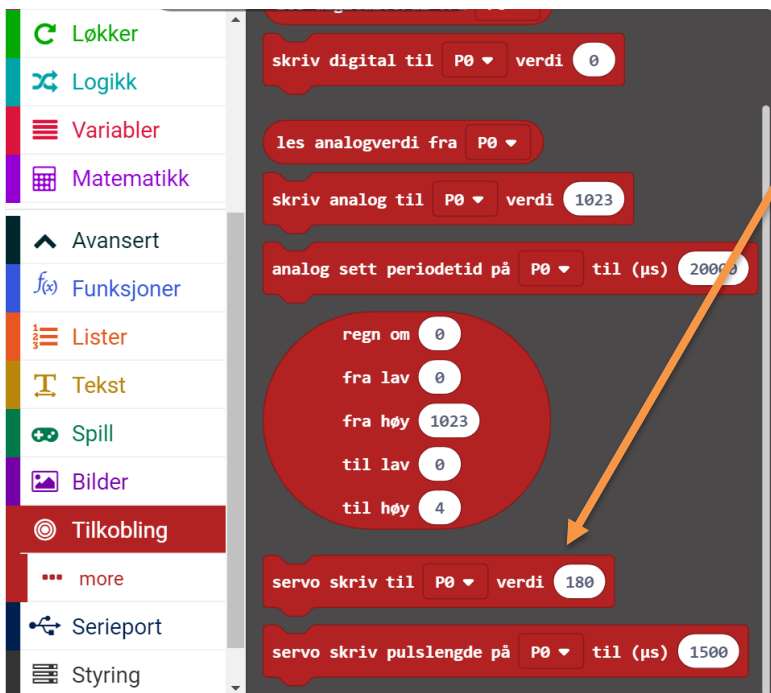 Løkker
Logikk
Variabler
Matematikk
Avansert
f(x) Funksjoner
1 2 3 Lister
T Tekst
Spill
Bilder
Tilkobling
more
Serieport
Styring
skriv digital til P0 verdi 0
les analogverdi fra P0
skriv analog til P0 verdi 1023
analog sett periodetid på P0 til (µs) 20000
regn om 0
fra lav 0
fra høy 1023
til lav 0
til høy 4
servo skriv til P0 verdi 180
servo skriv pulslengde på P0 til (µs) 1500